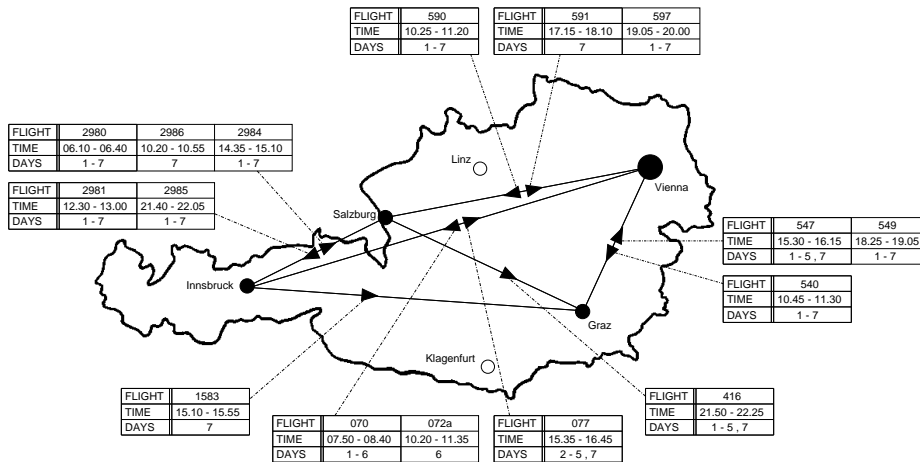 FLIGHT 590
TIME 10.25 - 11.20
DAYS 1 - 7
FLIGHT 591 597
TIME 17.15 - 18.10 19.05 - 20.00
DAYS 7 1 - 7
FLIGHT 2980 2986 2984
TIME 06.10 - 06.40 10.20 - 10.55 14.35 - 15.10
DAYS 1 - 7 7 1 - 7
FLIGHT 2981 2985
TIME 12.30 - 13.00 21.40 - 22.05
DAYS 1 - 7 1 - 7
Linz
Vienna
Salzburg
Innsbruck
Graz
Klagenfurt
FLIGHT 547 549
TIME 15.30 - 16.15 18.25 - 19.05
DAYS 1 - 5 , 7 1 - 7
FLIGHT 540
TIME 10.45 - 11.30
DAYS 1 - 7
FLIGHT 1583
TIME 15.10 - 15.55
DAYS 7
FLIGHT 070 072a
TIME 07.50 - 08.40 10.20 - 11.35
DAYS 1 - 6 6
FLIGHT 077
TIME 15.35 - 16.45
DAYS 2 - 5 , 7
FLIGHT 416
TIME 21.50 - 22.25
DAYS 1 - 5 , 7